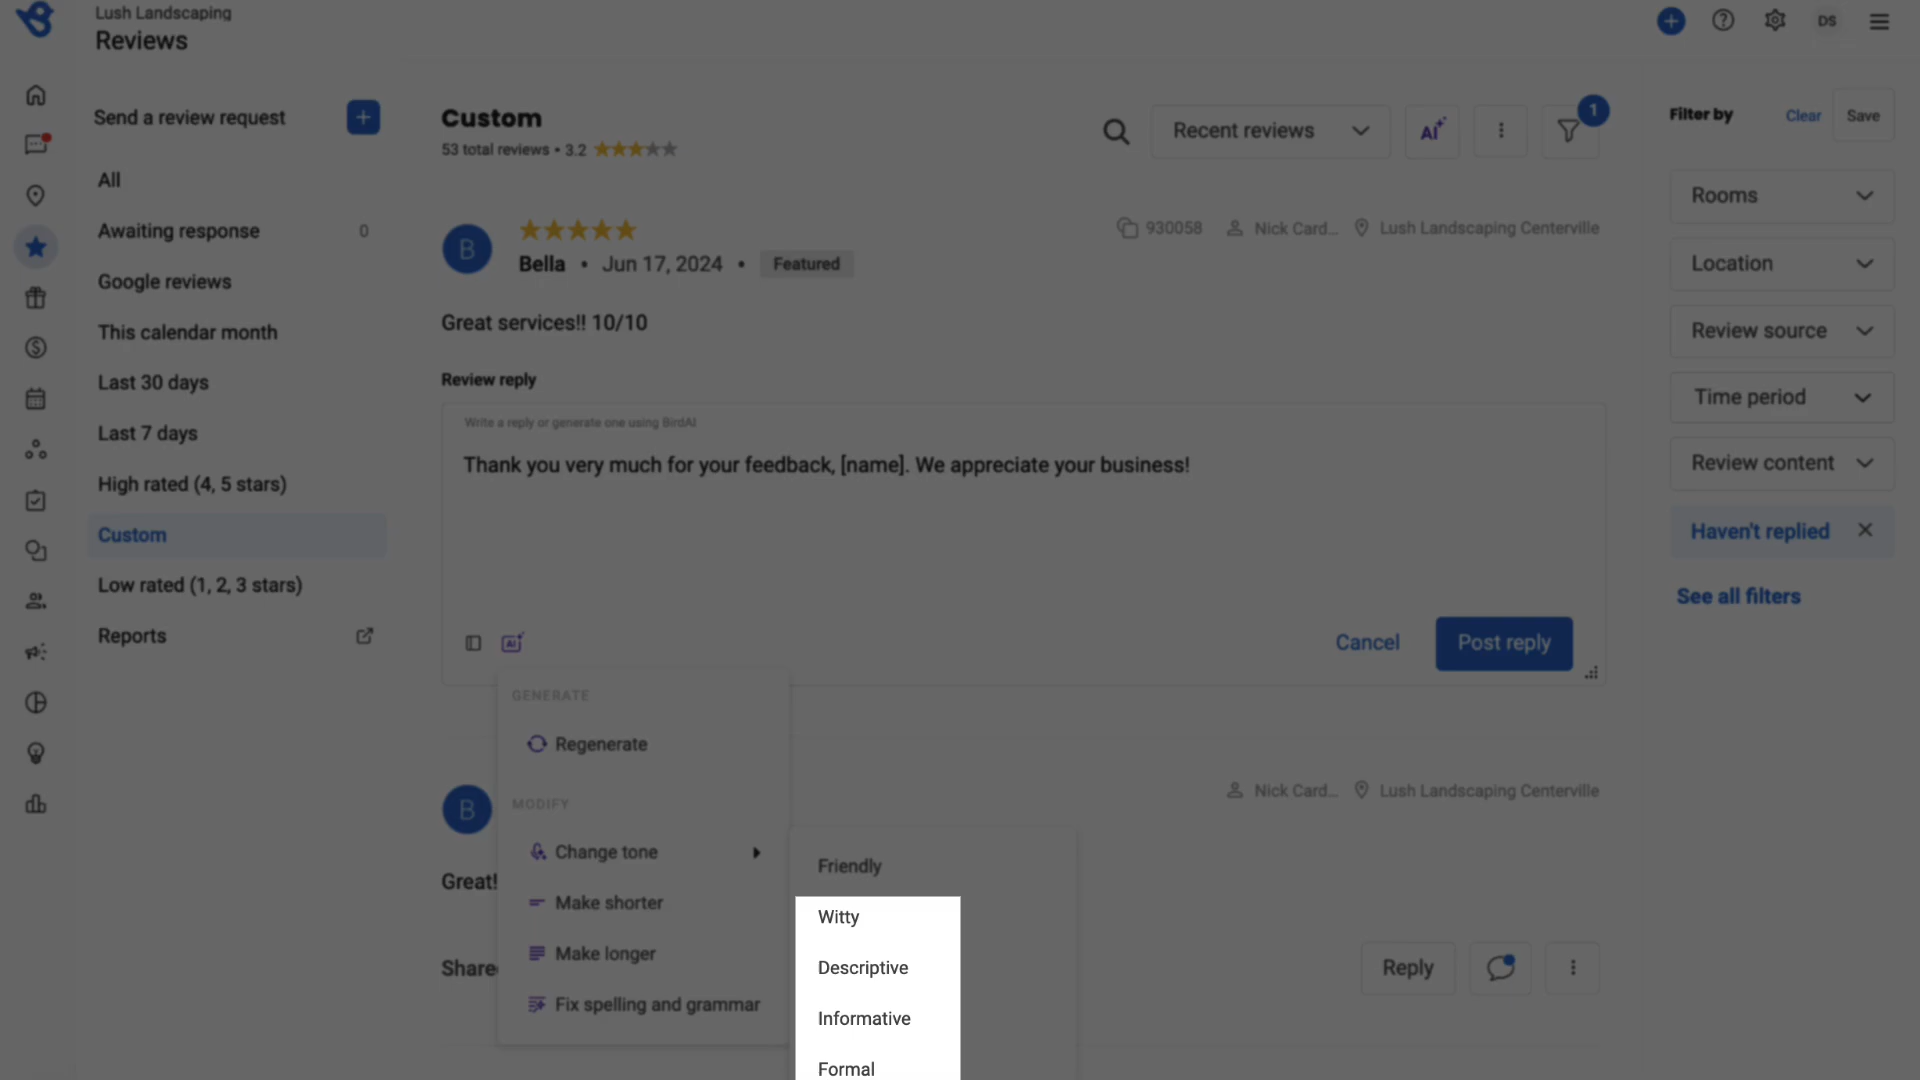 Lush Landscaping
Reviews
DS
Send a review request
All
Awaiting response 0
Google reviews
This calendar month
Last 30 days
Last 7 days
High rated (4, 5 stars)
Custom
Low rated (1, 2, 3 stars)
Reports
Custom
53 total reviews • 3.2
Recent reviews
AI
1
930058 Nick Card... Lush Landscaping Centerville
B
Bella • Jun 17, 2024 • Featured
Great services!! 10/10
Review reply
Write a reply or generate one using BirdAI
Thank you very much for your feedback, [name]. We appreciate your business!
AI
Cancel
Post reply
GENERATE
Regenerate
MODIFY
Change tone
Make shorter
Make longer
Fix spelling and grammar
Friendly
Witty
Descriptive
Informative
Formal
B
Nick Card... Lush Landscaping Centerville
Great!
Share
Reply
Filter by
Clear
Save
Rooms
Location
Review source
Time period
Review content
Haven't replied
See all filters